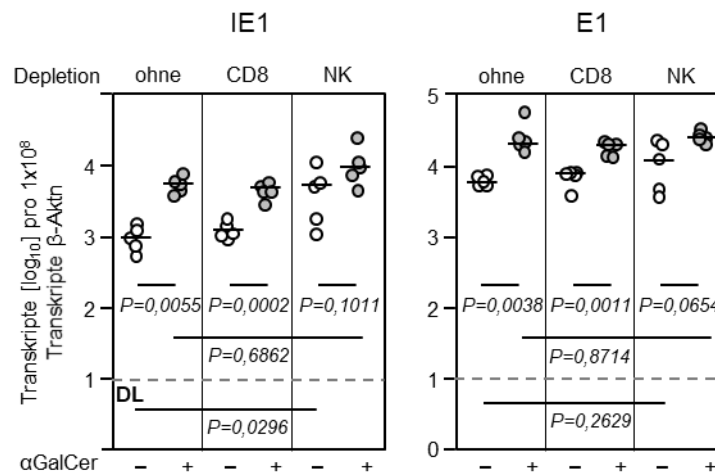 IE1 E1
Depletion ohne CD8 NK ohne CD8 NK
5
4 4
3 3
2 2
P=0,0055 P=0,0002 P=0,1011 P=0,0038 P=0,0011 P=0,0654
P=0,6862 P=0,8714
1 1
DL
P=0,0296 P=0,2629
0
αGalCer – + – + – + – + – + – +
Transkripte [log10] pro 1x10⁸
Transkripte β-Aktn